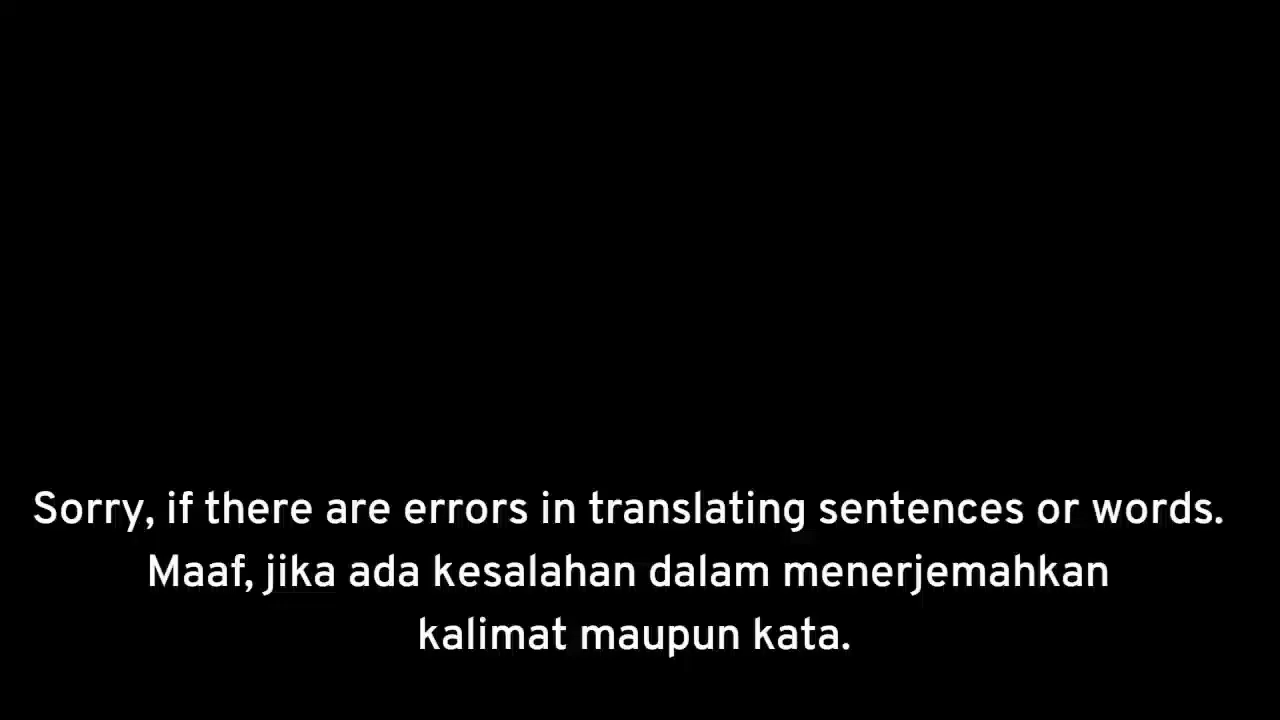 Sorry, if there are errors in translating sentences or words.
Maaf, jika ada kesalahan dalam menerjemahkan
kalimat maupun kata.